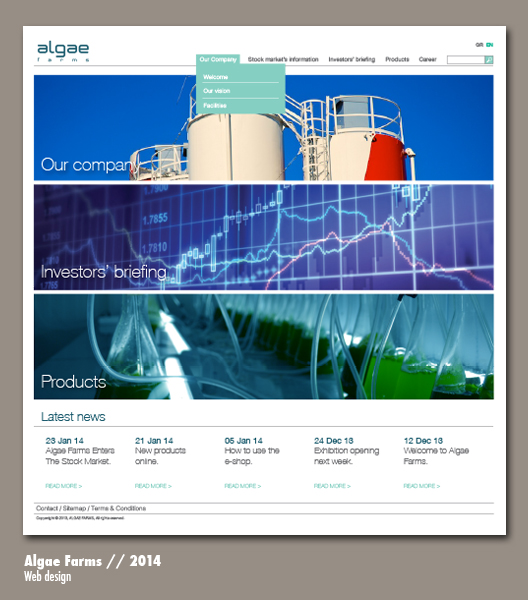 algae
farms
GR EN
Our Company Stock market's information Investors' briefing Products Career
Welcome
Our vision
Facilities
Our company
1.7900
1.7855
1.7810
Investors' briefing
Products
Latest news
23 Jan 14
Algae Farms Enters
The Stock Market.
READ MORE >
21 Jan 14
New products
online.
READ MORE >
05 Jan 14
How to use the
e-shop.
READ MORE >
24 Dec 13
Exhibition opening
next week.
READ MORE >
12 Dec 13
Welcome to Algae
Farms.
READ MORE >
Contact / Sitemap / Terms & Conditions
Copyright © 2013, ALGAE FARMS, All rights reserved.
Algae Farms // 2014
Web design